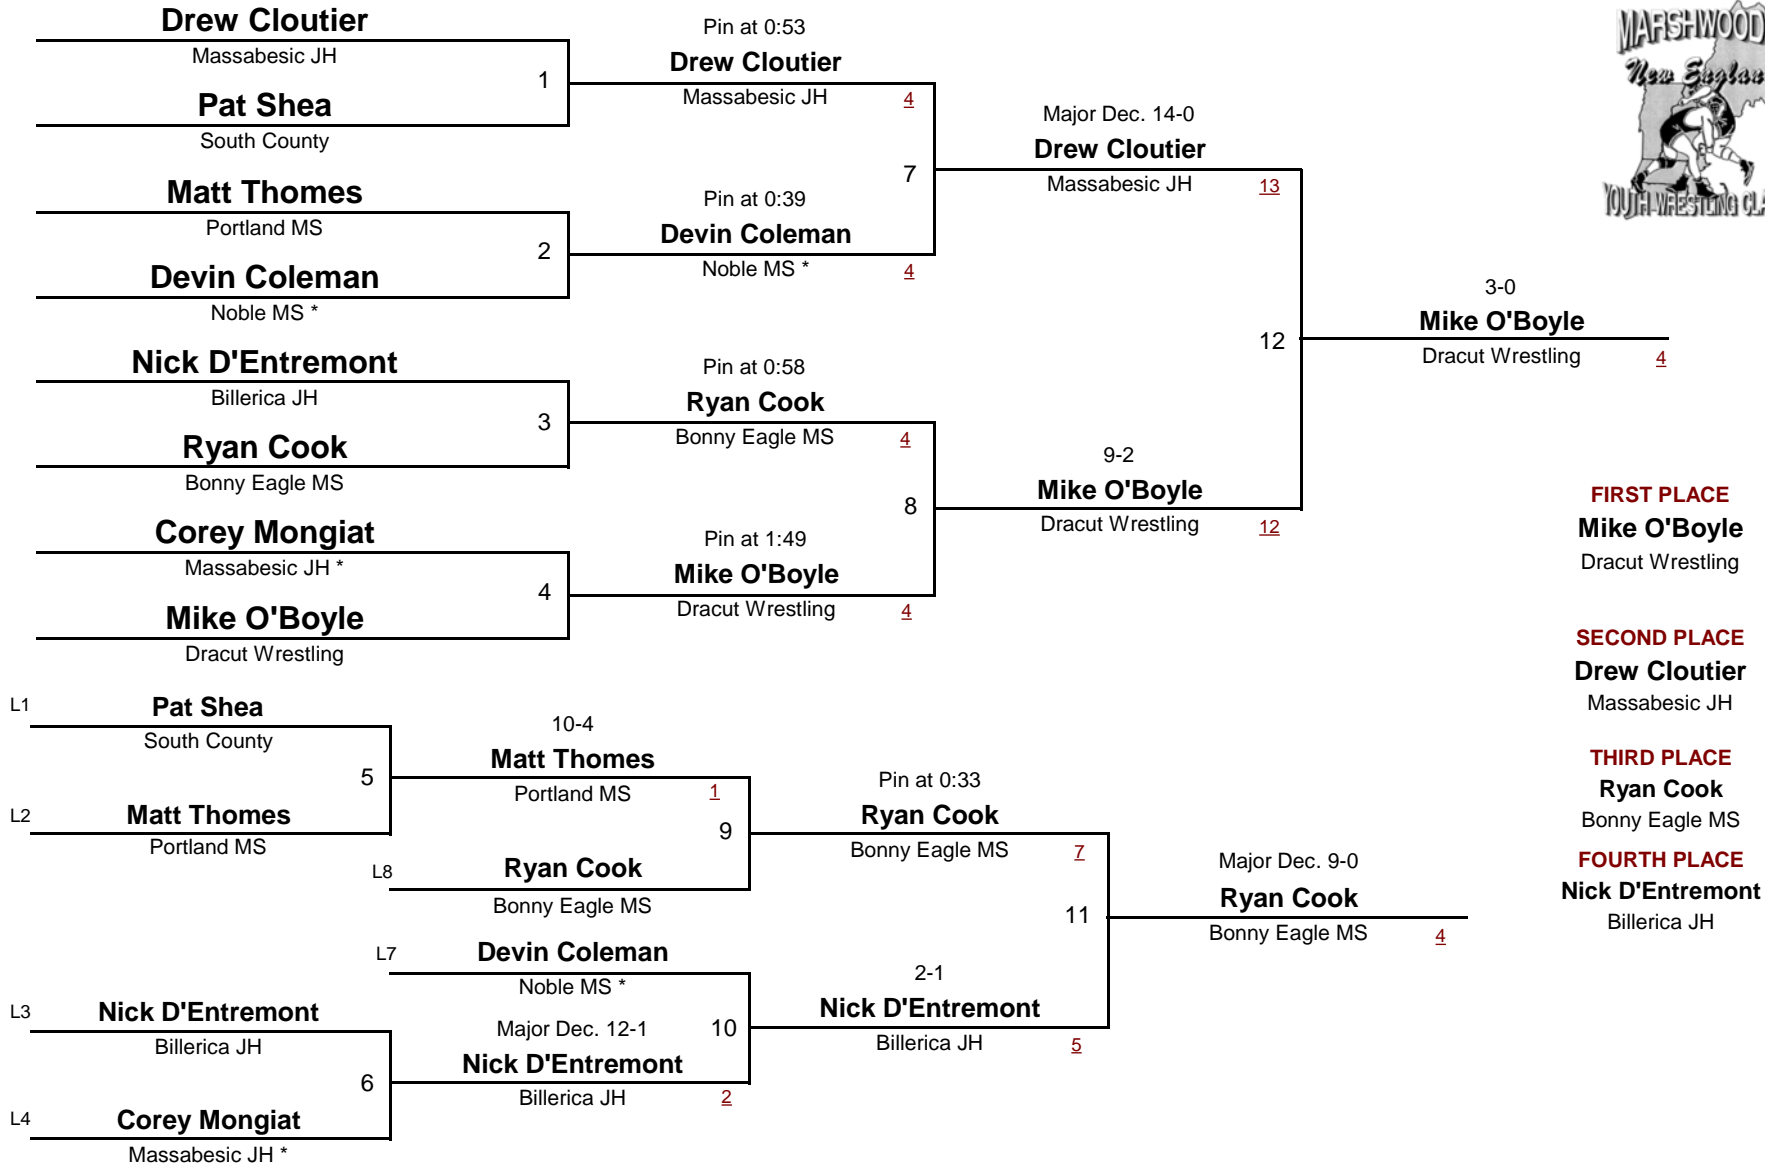 Drew Cloutier
Massabesic JH
1
Pat Shea
South County
Matt Thomes
Portland MS
2
Devin Coleman
Noble MS *
Nick D'Entremont
Billerica JH
3
Ryan Cook
Bonny Eagle MS
Corey Mongiat
Massabesic JH *
4
Mike O'Boyle
Dracut Wrestling
Pin at 0:53
Drew Cloutier
Massabesic JH 4
7
Pin at 0:39
Devin Coleman
Noble MS * 4
Pin at 0:58
Ryan Cook
Bonny Eagle MS 4
8
Pin at 1:49
Mike O'Boyle
Dracut Wrestling 4
Major Dec. 14-0
Drew Cloutier
Massabesic JH 13
12
9-2
Mike O'Boyle
Dracut Wrestling 12
3-0
Mike O'Boyle
Dracut Wrestling 4
MARSHWOOD
New Englan
YOUTH WRESTLING CLA
FIRST PLACE
Mike O'Boyle
Dracut Wrestling
SECOND PLACE
Drew Cloutier
Massabesic JH
THIRD PLACE
Ryan Cook
Bonny Eagle MS
FOURTH PLACE
Nick D'Entremont
Billerica JH
L1 Pat Shea
South County
5
L2 Matt Thomes
Portland MS
10-4
Matt Thomes
Portland MS 1
9
L8 Ryan Cook
Bonny Eagle MS
L7 Devin Coleman
Noble MS *
L3 Nick D'Entremont
Billerica JH
6
L4 Corey Mongiat
Massabesic JH *
Major Dec. 12-1 10
Nick D'Entremont
Billerica JH 2
Pin at 0:33
Ryan Cook
Bonny Eagle MS 7
11
2-1
Nick D'Entremont
Billerica JH 5
Major Dec. 9-0
Ryan Cook
Bonny Eagle MS 4